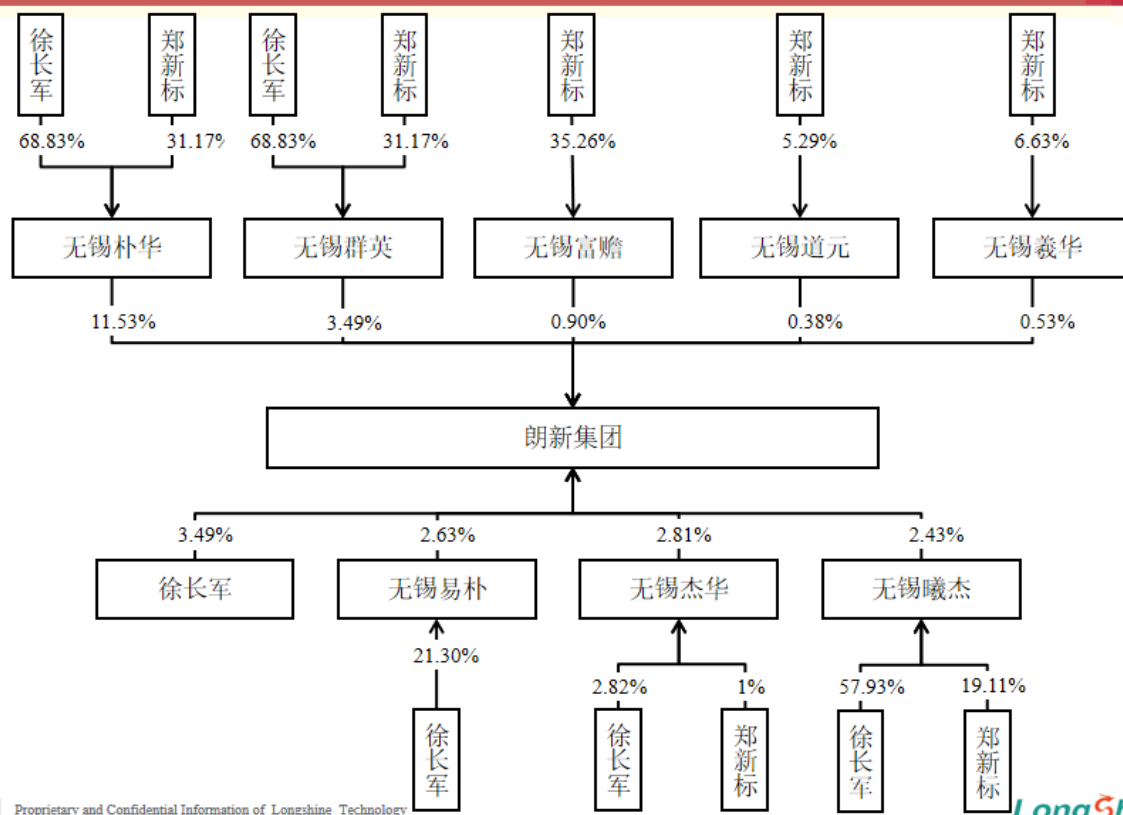 徐长军
郑新标
徐长军
郑新标
郑新标
郑新标
郑新标
68.83%
31.17%
68.83%
31.17%
35.26%
5.29%
6.63%
无锡朴华
无锡群英
无锡富赡
无锡道元
无锡羲华
11.53%
3.49%
0.90%
0.38%
0.53%
朗新集团
3.49%
2.63%
2.81%
2.43%
徐长军
无锡易朴
无锡杰华
无锡曦杰
21.30%
2.82%
1%
57.93%
19.11%
徐长军
徐长军
郑新标
徐长军
郑新标
Proprietary and Confidential Information of Longshine Technology
LongSh